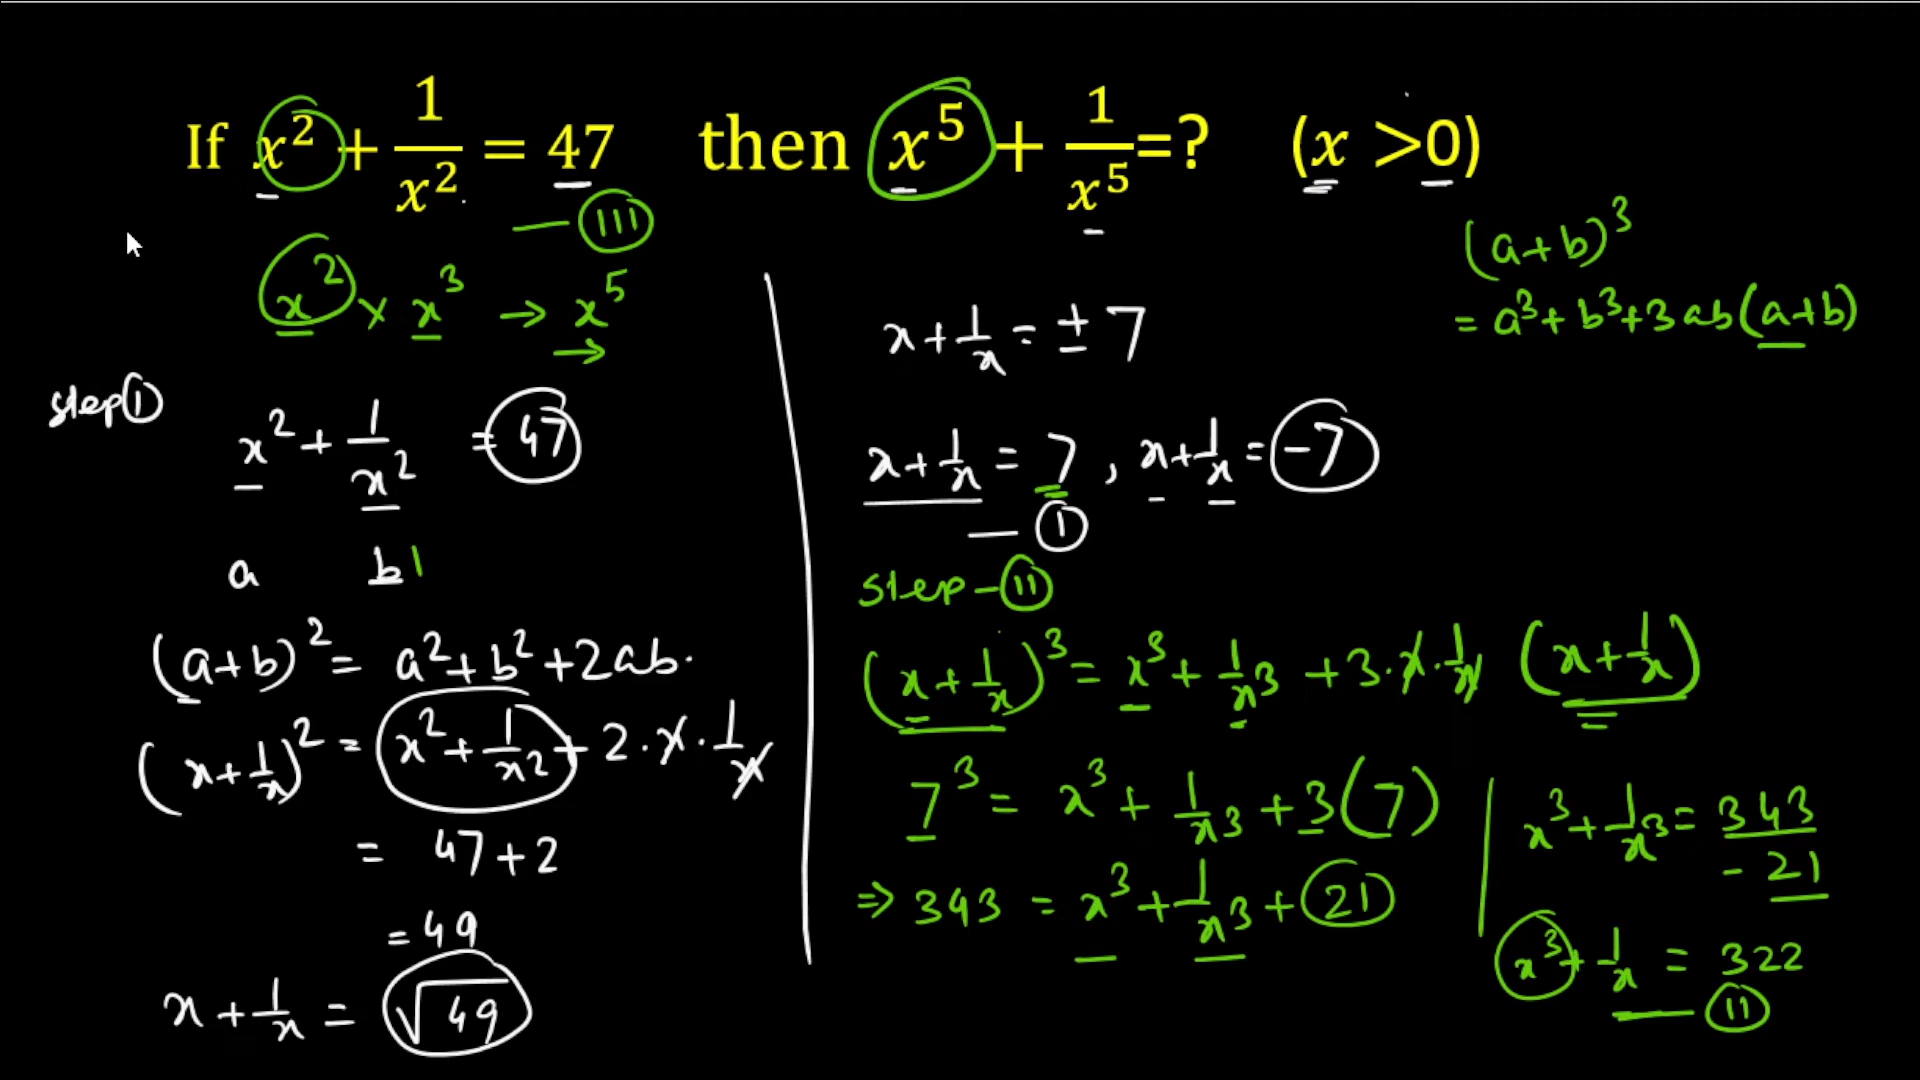 If x² + 1/x² = 47 then x⁵ + 1/x⁵ =? (x >0)
— (III)
x² × x³ → x⁵
→
(a+b)³
= a³+b³+3ab(a+b)
step (1)
x² + 1/x² = 47
a b |
(a+b)² = a²+b²+2ab.
(x+1/x)² = x²+1/x² + 2.x.1/x
= 47+2
=49
x+1/x = √49
x+1/x = ±7
x+1/x = 7, x+1/x = -7
— (1)
step - (II)
(x+1/x)³ = x³+1/x³ +3.x.1/x (x+1/x)
7³ = x³+1/x³ +3(7)
⇒ 343 = x³+1/x³+21
x³+1/x³ = 343
- 21
x³+1/x = 322
— (II)